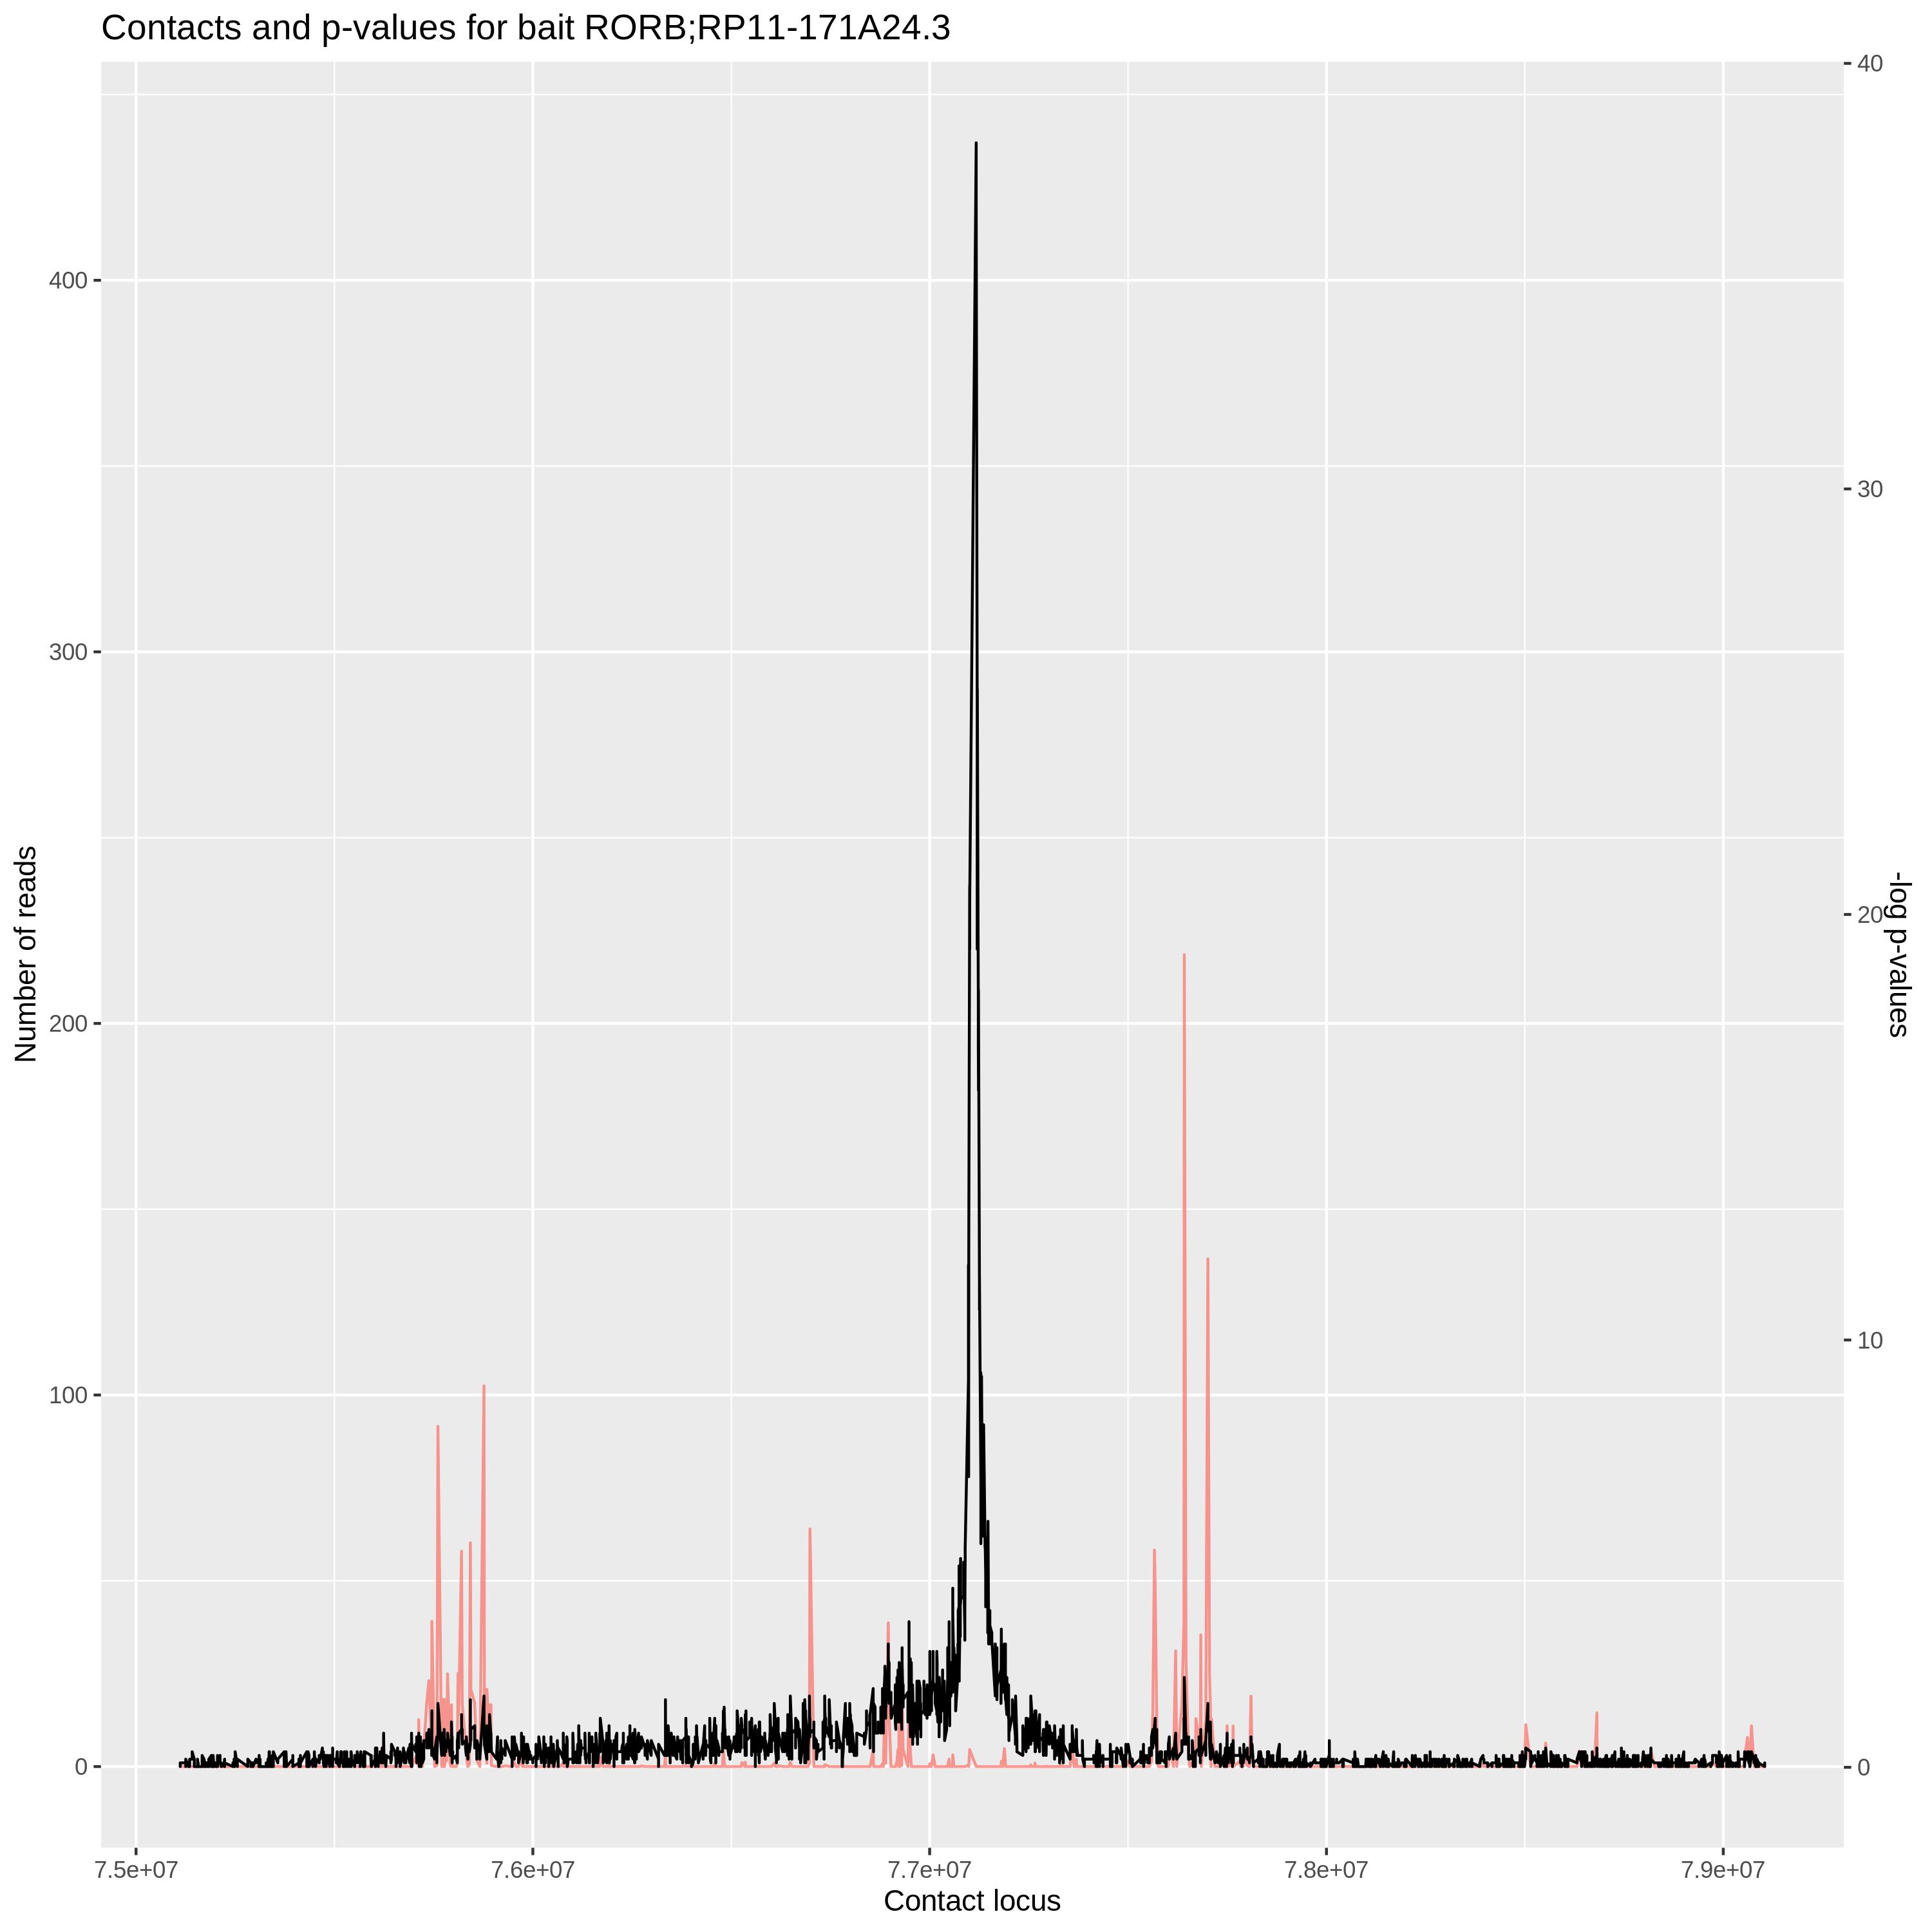 Contacts and p-values for bait RORB;RP11-171A24.3
Number of reads
400
300
200
100
0
40
30
20
10
0
-log p-values
7.5e+07 7.6e+07 7.7e+07 7.8e+07 7.9e+07
Contact locus